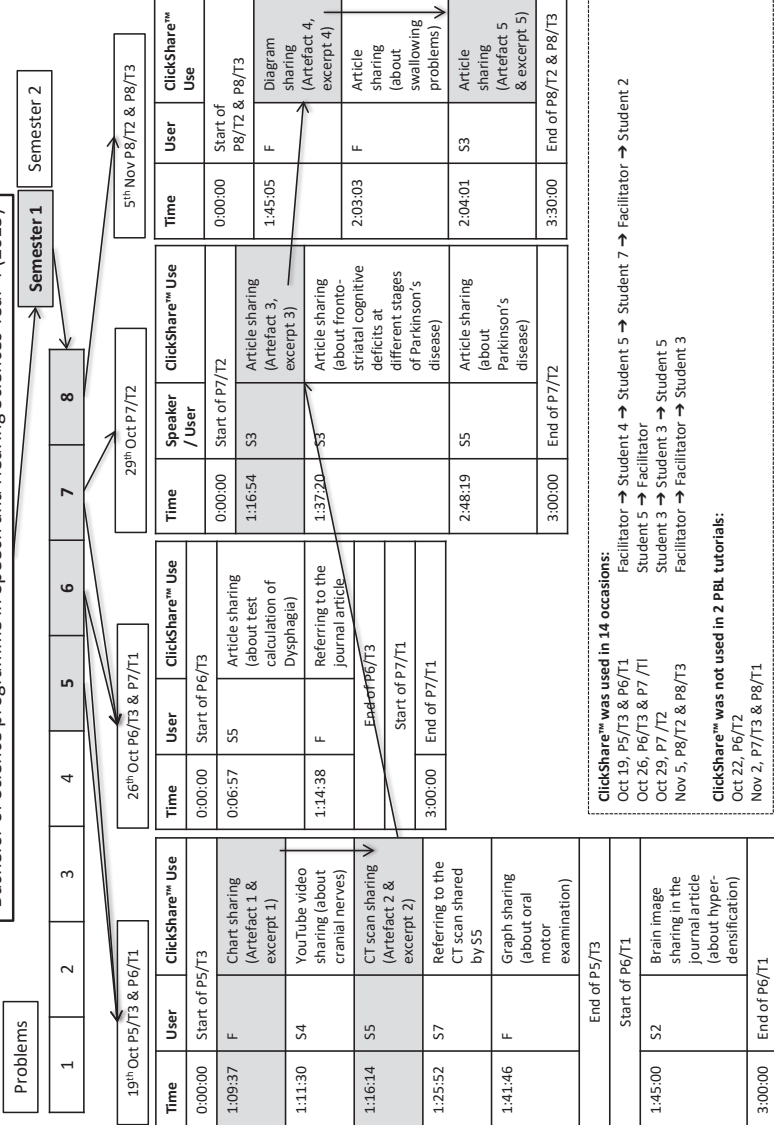 Problems
Semester 1
Semester 2
1
2
3
4
5
6
7
8
19th Oct P5/T3 & P6/T1
Time
User
ClickShare™ Use
0:00:00
Start of P5/T3
1:09:37
F
Chart sharing
(Artefact 1 &
excerpt 1)
1:11:30
S4
YouTube video
sharing (about
cranial nerves)
1:16:14
S5
CT scan sharing
(Artefact 2 &
excerpt 2)
1:25:52
S7
Referring to the
CT scan shared
by S5
1:41:46
F
Graph sharing
(about oral
motor
examination)
End of P5/T3
Start of P6/T1
1:45:00
S2
Brain image
sharing in the
journal article
(about hyper-
densification)
3:00:00
End of P6/T1
26th Oct P6/T3 & P7/T1
Time
User
ClickShare™ Use
0:00:00
Start of P6/T3
0:06:57
S5
Article sharing
(about test
calculation of
Dysphagia)
1:14:38
F
Referring to the
journal article
End of P6/T3
Start of P7/T1
3:00:00
End of P7/T1
29th Oct P7/T2
Time
Speaker
/ User
ClickShare™ Use
0:00:00
Start of P7/T2
1:16:54
S3
Article sharing
(Artefact 3,
excerpt 3)
1:37:20
S3
Article sharing
(about fronto-
striatal cognitive
deficits at
different stages
of Parkinson's
disease)
2:48:19
S5
Article sharing
(about
Parkinson's
disease)
3:00:00
End of P7/T2
5th Nov P8/T2 & P8/T3
Time
User
ClickShare™
Use
0:00:00
Start of
P8/T2 & P8/T3
1:45:05
F
Diagram
sharing
(Artefact 4,
excerpt 4)
2:03:03
F
Article
sharing
(about
swallowing
problems)
2:04:01
S3
Article
sharing
(Artefact 5
& excerpt 5)
3:30:00
End of P8/T2 & P8/T3
ClickShare™ was used in 14 occasions:
Oct 19, P5/T3 & P6/T1 Facilitator ➔ Student 4 ➔ Student 5 ➔ Student 7 ➔ Facilitator ➔ Student 2
Oct 26, P6/T3 & P7 /TI Student 5 ➔ Facilitator
Oct 29, P7 /T2 Student 3 ➔ Student 3 ➔ Student 5
Nov 5, P8/T2 & P8/T3 Facilitator ➔ Facilitator ➔ Student 3
ClickShare™ was not used in 2 PBL tutorials:
Oct 22, P6/T2
Nov 2, P7/T3 & P8/T1